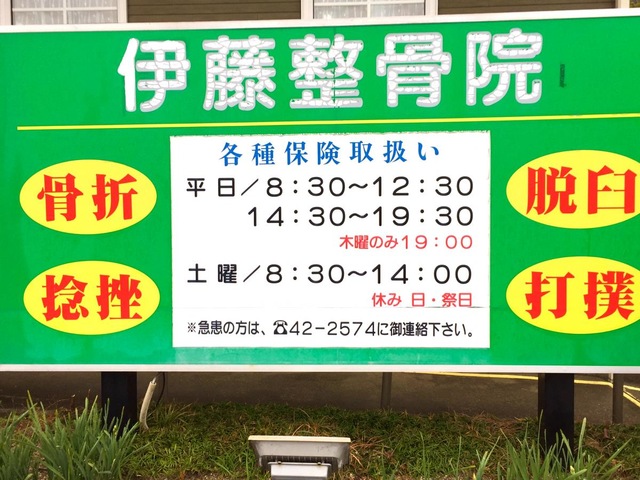 伊藤整骨院
各種保険取扱い
骨折
脱臼
平日／8：30～12：30
14：30～19：30
木曜のみ19：00
捻挫
打撲
土曜／8：30～14：00
休み 日・祭日
※急患の方は、☎42-2574に御連絡下さい。